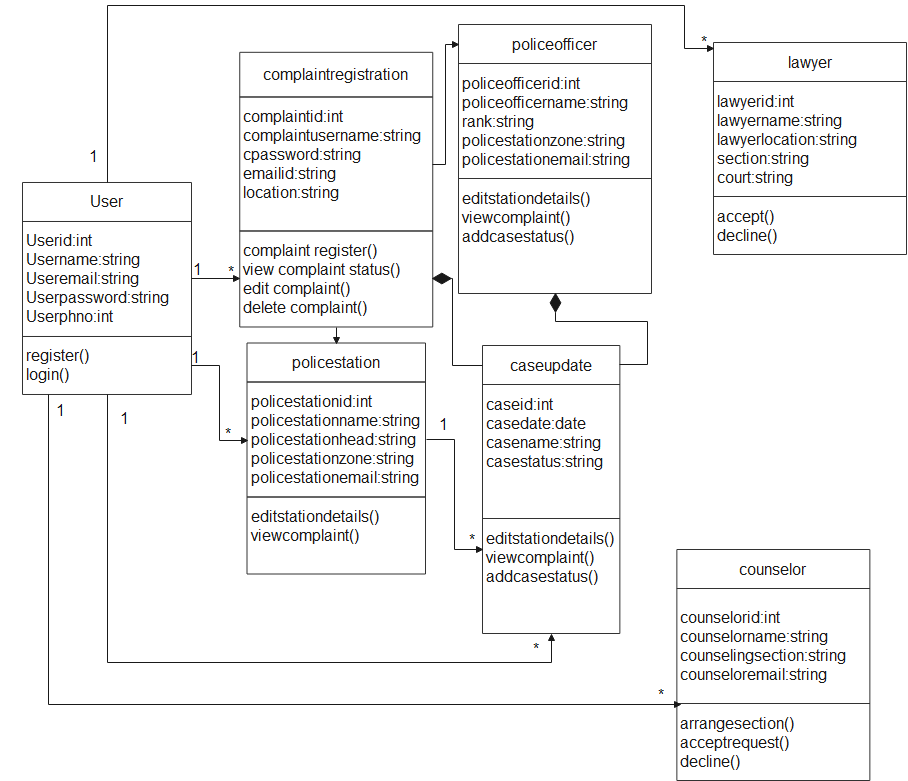 complaintregistration
complaintid:int
complaintusername:string
cpassword:string
emailid:string
location:string
complaint register()
view complaint status()
edit complaint()
delete complaint()
policeofficer
policeofficerid:int
policeofficername:string
rank:string
policestationzone:string
policestationemail:string
editstationdetails()
viewcomplaint()
addcasestatus()
*
lawyer
lawyerid:int
lawyername:string
lawyerlocation:string
section:string
court:string
accept()
decline()
1
User
Userid:int
Username:string
Useremail:string
Userpassword:string
Userphno:int
register()
login()
1
*
1
*
1
1
policestation
policestationid:int
policestationname:string
policestationhead:string
policestationzone:string
policestationemail:string
editstationdetails()
viewcomplaint()
1
*
caseupdate
caseid:int
casedate:date
casename:string
casestatus:string
editstationdetails()
viewcomplaint()
addcasestatus()
*
*
counselor
counselorid:int
counselorname:string
counselingsection:string
counseloremail:string
arrangesection()
acceptrequest()
decline()